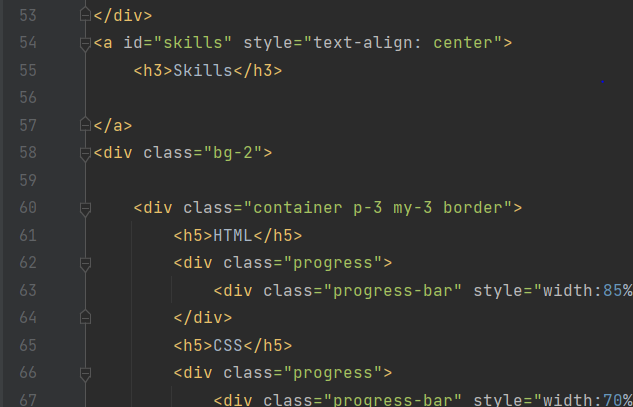 53 </div>
54 <a id="skills" style="text-align: center">
55 <h3>Skills</h3>
56
57 </a>
58 <div class="bg-2">
59
60 <div class="container p-3 my-3 border">
61 <h5>HTML</h5>
62 <div class="progress">
63 <div class="progress-bar" style="width:85%
64 </div>
65 <h5>CSS</h5>
66 <div class="progress">
67 <div class="progress-bar" style="width:70%